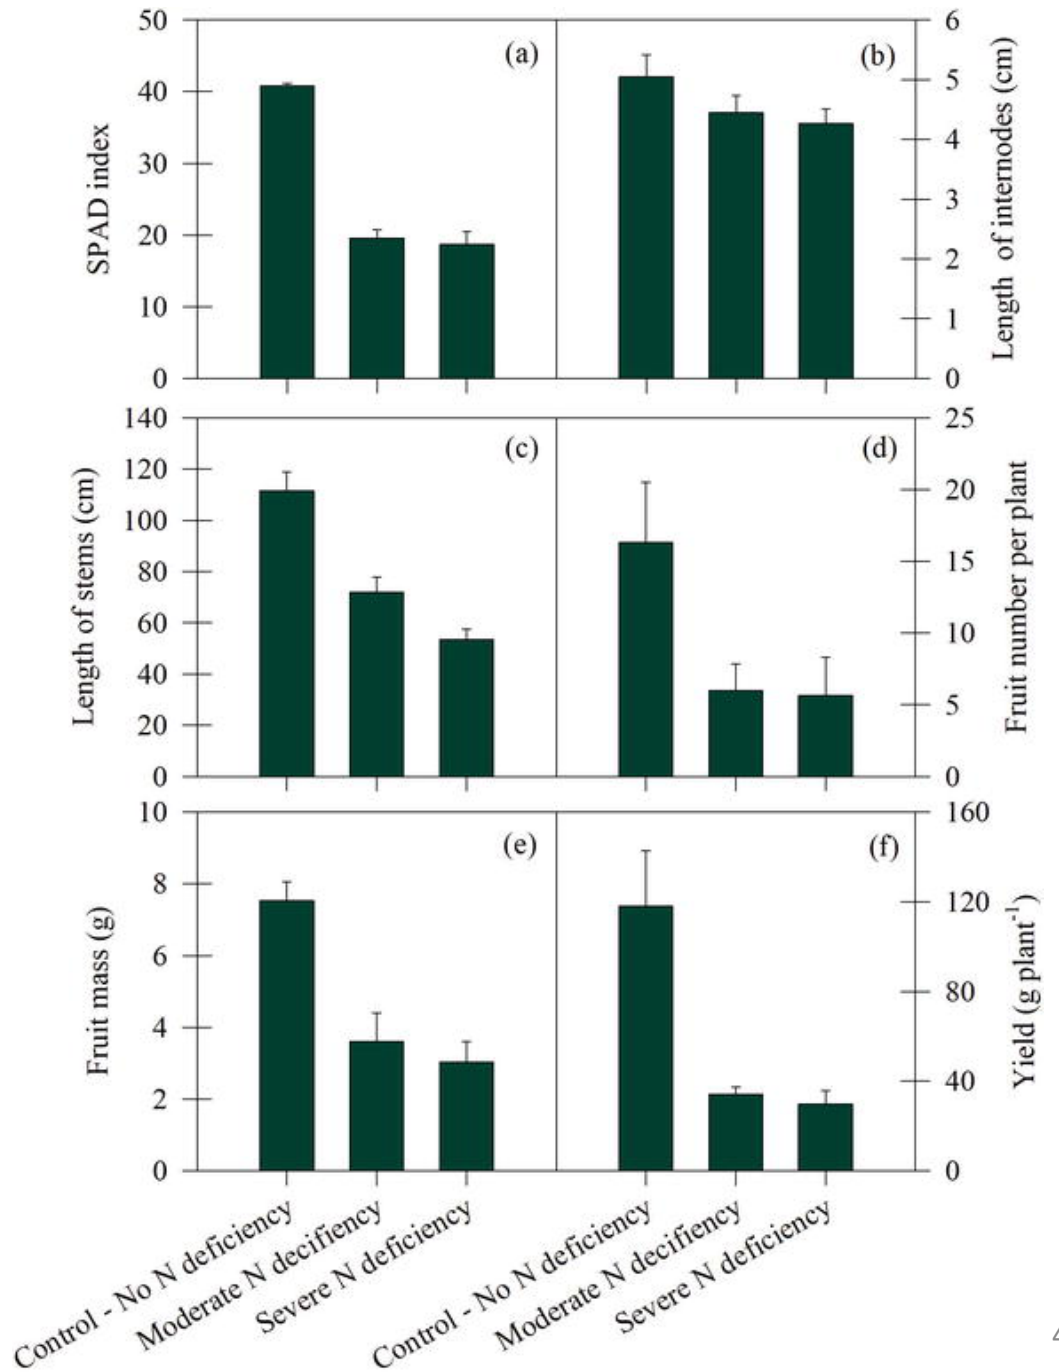 50
40
30
20
10
0
SPAD index
(a)
(b)
6
5
4
3
2
1
0
Length of internodes (cm)
140
120
100
80
60
40
20
0
Length of stems (cm)
(c)
(d)
25
20
15
10
5
0
Fruit number per plant
10
8
6
4
2
0
Fruit mass (g)
(e)
(f)
160
120
80
40
0
Yield (g plant⁻¹)
Control - No N deficiency
Moderate N decifiency
Severe N deficiency
Control - No N deficiency
Moderate N decifiency
Severe N deficiency